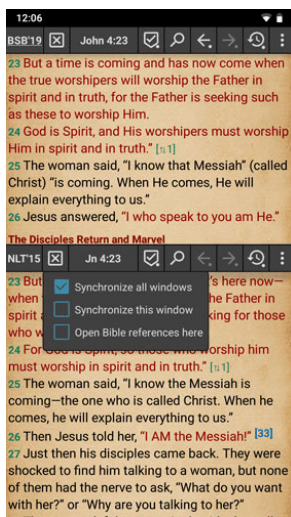 12:06
BSB'19 John 4:23
23 But a time is coming and has now come when
the true worshipers will worship the Father in
spirit and in truth, for the Father is seeking such
as these to worship Him.
24 God is Spirit, and His worshipers must worship
Him in spirit and in truth." [⇅1]
25 The woman said, "I know that Messiah" (called
Christ) "is coming. When He comes, He will
explain everything to us."
26 Jesus answered, "I who speak to you am He."
The Disciples Return and Marvel
NLT'15 Jn 4:23
23 But 's here now—
when the Father in
spirit a king for those
who w
Synchronize all windows
Synchronize this window
Open Bible references here
24 For God is Spirit, so those who worship him
must worship in spirit and in truth." [⇅1]
25 The woman said, "I know the Messiah is
coming—the one who is called Christ. When he
comes, he will explain everything to us."
26 Then Jesus told her, "I AM the Messiah!" [33]
27 Just then his disciples came back. They were
shocked to find him talking to a woman, but none
of them had the nerve to ask, "What do you want
with her?" or "Why are you talking to her?"